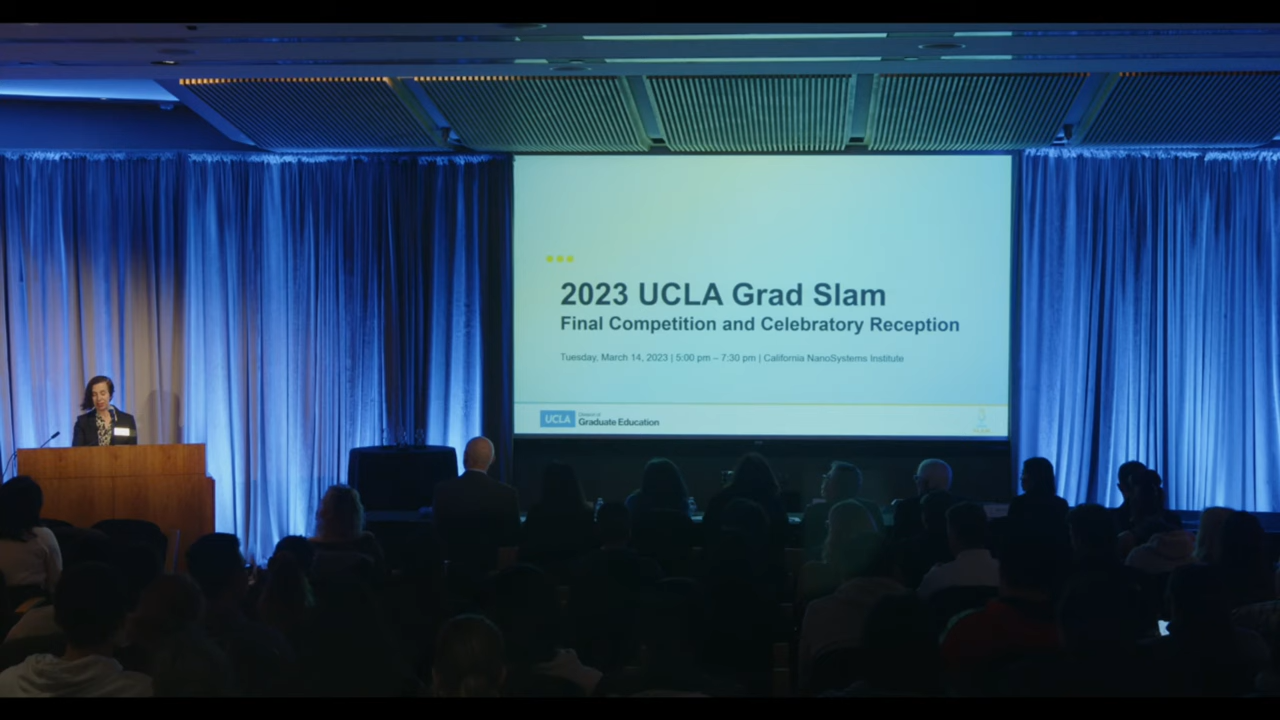 2023 UCLA Grad Slam
Final Competition and Celebratory Reception
Tuesday, March 14, 2023 | 5:00 pm – 7:30 pm | California NanoSystems Institute
UCLA
Graduate Education